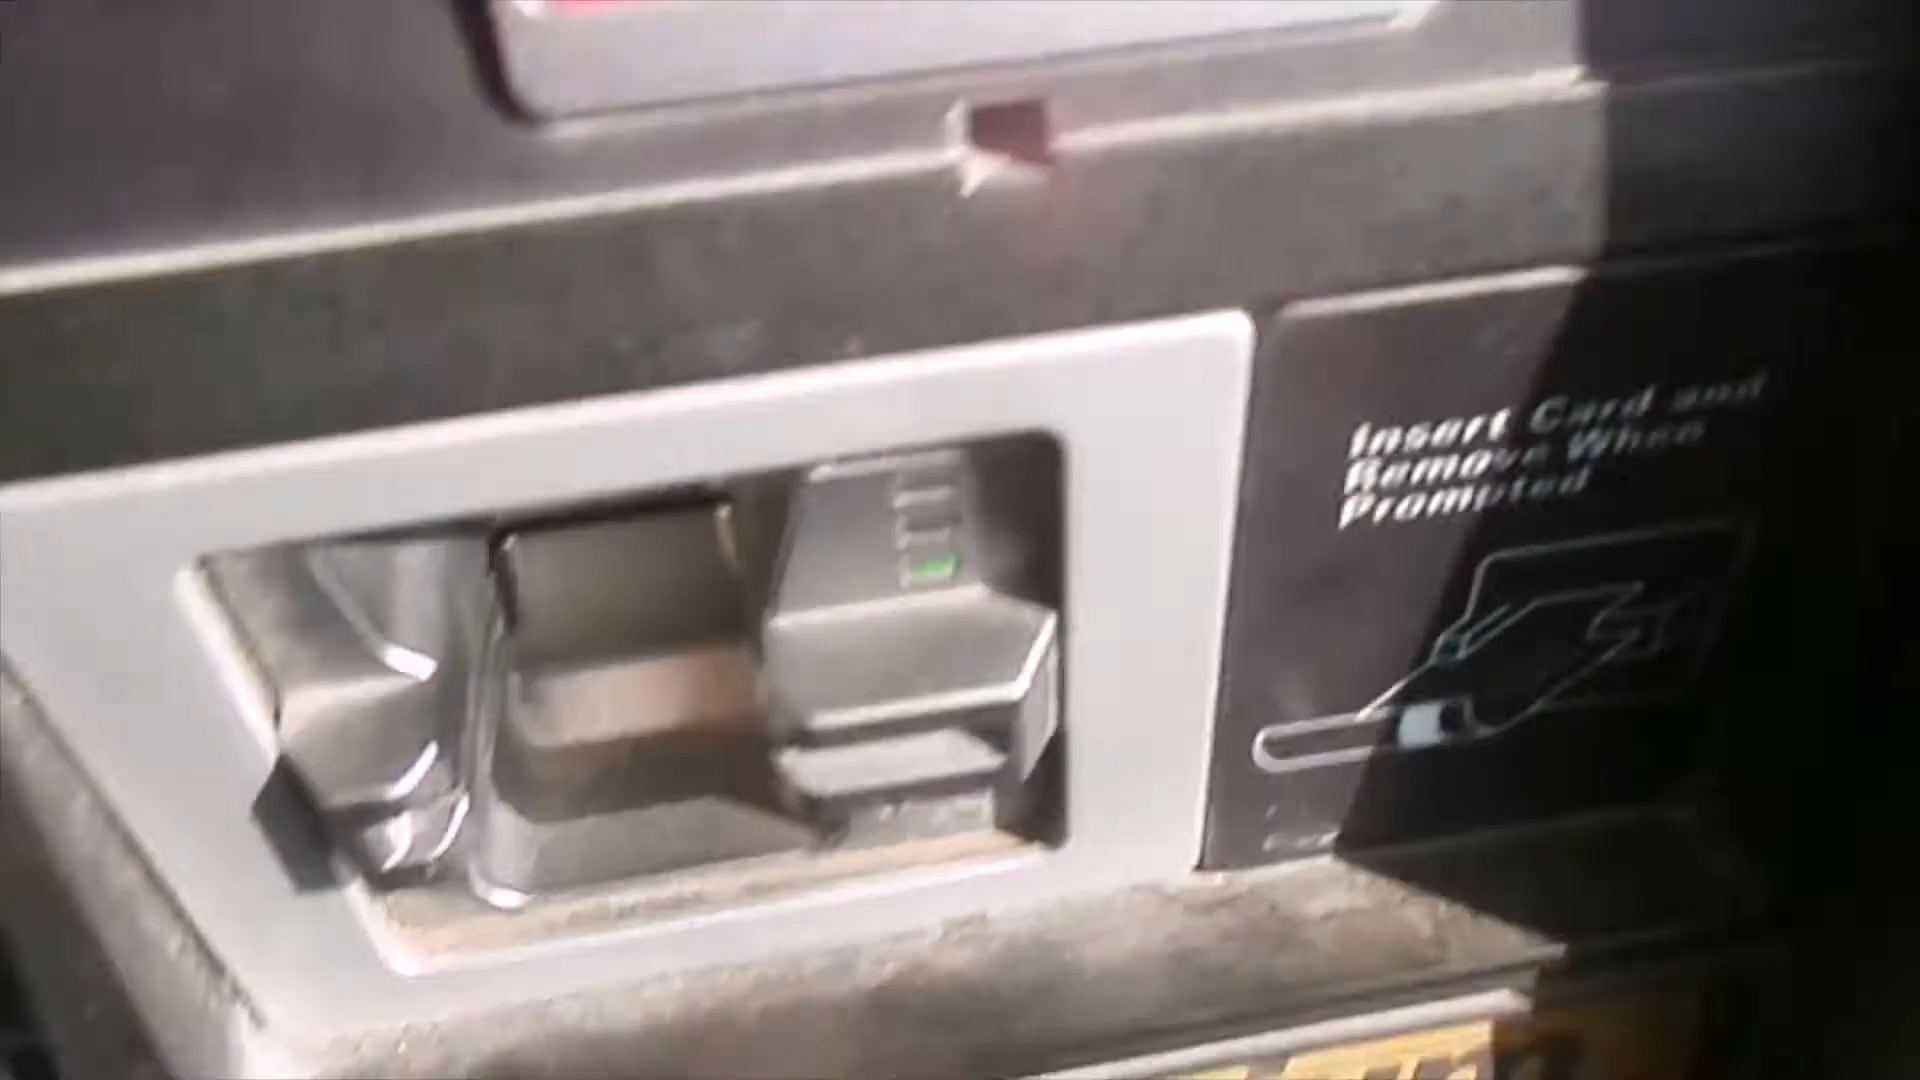 Insert Card and
Remove When
Prompted